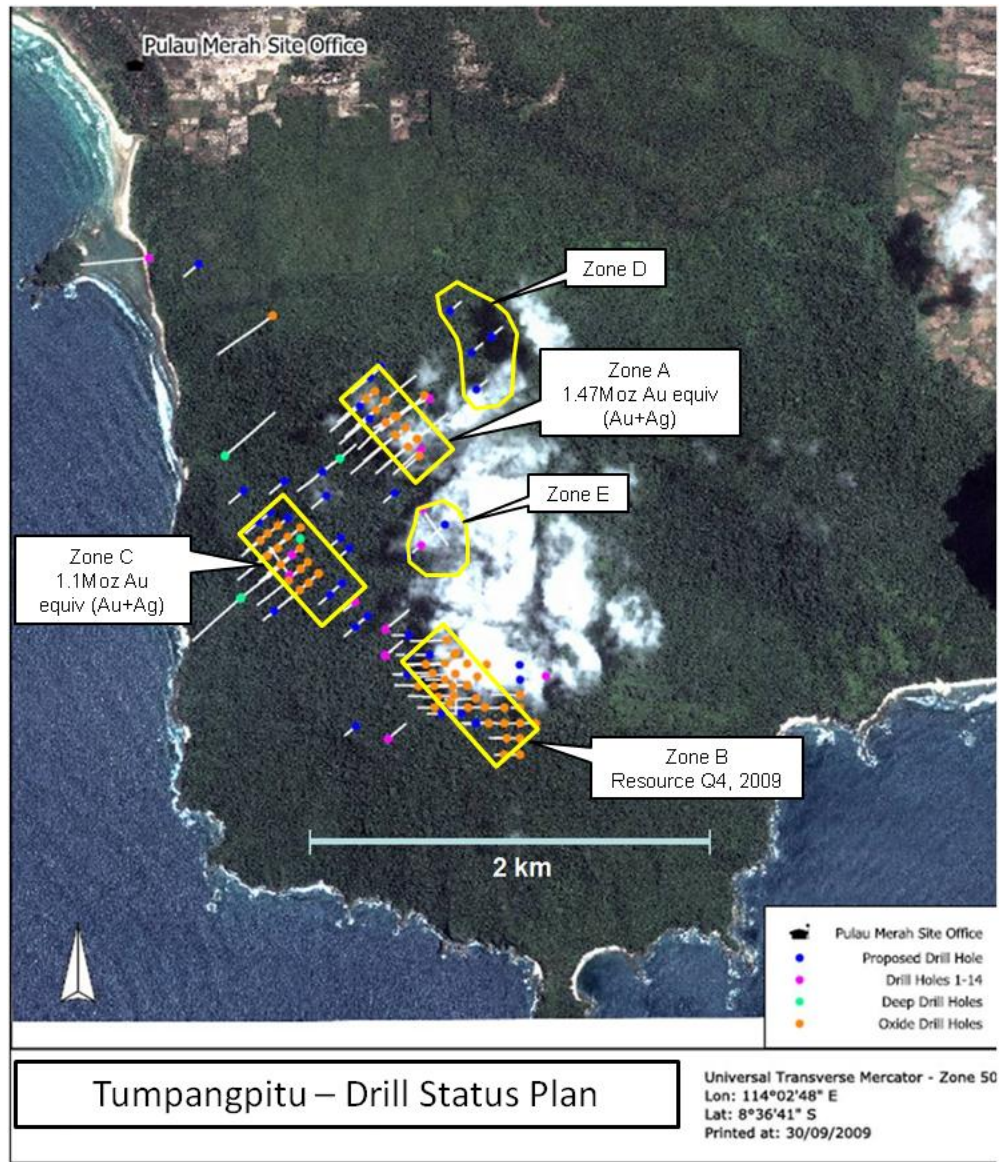 Pulau Merah Site Office
Zone D
Zone A
1.47Moz Au equiv
(Au+Ag)
Zone E
Zone C
1.1Moz Au
equiv (Au+Ag)
Zone B
Resource Q4, 2009
2 km
Pulau Merah Site Office
Proposed Drill Hole
Drill Holes 1-14
Deep Drill Holes
Oxide Drill Holes
Tumpangpitu – Drill Status Plan
Universal Transverse Mercator - Zone 50
Lon: 114°02'48" E
Lat: 8°36'41" S
Printed at: 30/09/2009